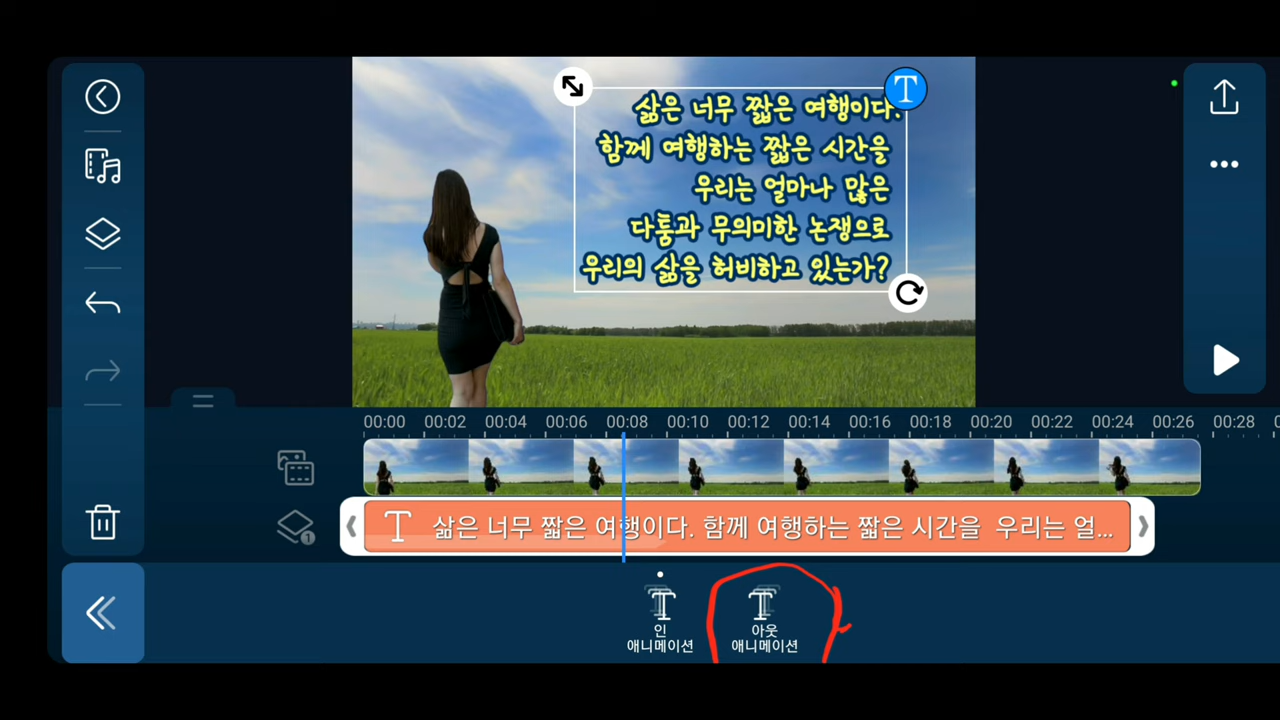 삶은 너무 짧은 여행이다.
함께 여행하는 짧은 시간을
우리는 얼마나 많은
다툼과 무의미한 논쟁으로
우리의 삶을 허비하고 있는가?
00:00 00:02 00:04 00:06 00:08 00:10 00:12 00:14 00:16 00:18 00:20 00:22 00:24 00:26 00:28
T 삶은 너무 짧은 여행이다. 함께 여행하는 짧은 시간을 우리는 얼...
1
인
애니메이션
아웃
애니메이션